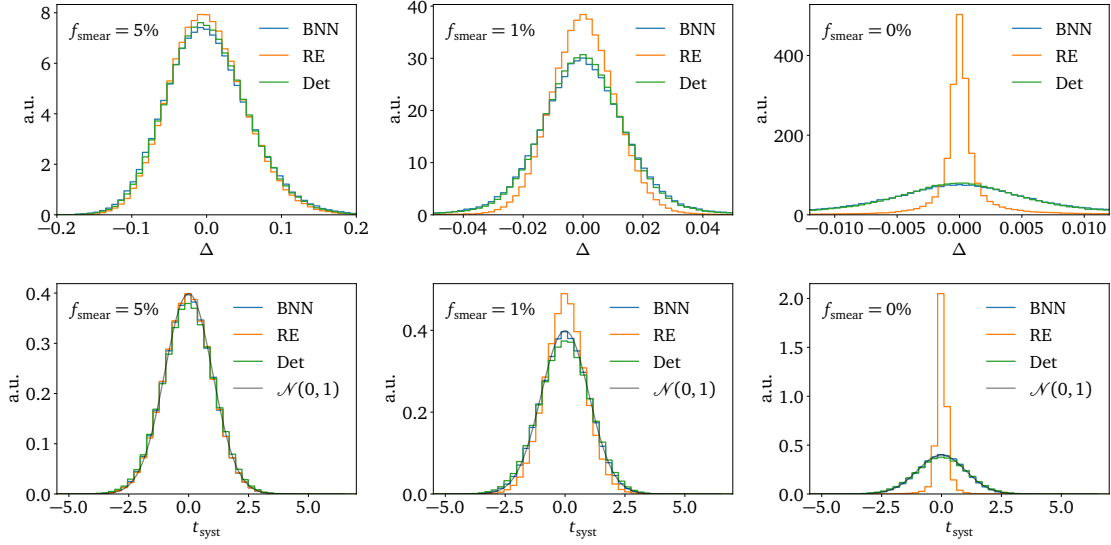 f_smear = 5%
BNN
RE
Det
a.u.
8
6
4
2
0
−0.2 −0.1 0.0 0.1 0.2
Δ
f_smear = 1%
BNN
RE
Det
a.u.
40
30
20
10
0
−0.04 −0.02 0.00 0.02 0.04
Δ
f_smear = 0%
BNN
RE
Det
a.u.
400
200
0
−0.010 −0.005 0.000 0.005 0.010
Δ
f_smear = 5%
BNN
RE
Det
𝒩(0, 1)
a.u.
0.4
0.3
0.2
0.1
0.0
−5.0 −2.5 0.0 2.5 5.0
t_syst
f_smear = 1%
BNN
RE
Det
𝒩(0, 1)
a.u.
0.4
0.2
0.0
−5.0 −2.5 0.0 2.5 5.0
t_syst
f_smear = 0%
BNN
RE
Det
𝒩(0, 1)
a.u.
2.0
1.5
1.0
0.5
0.0
−5.0 −2.5 0.0 2.5 5.0
t_syst